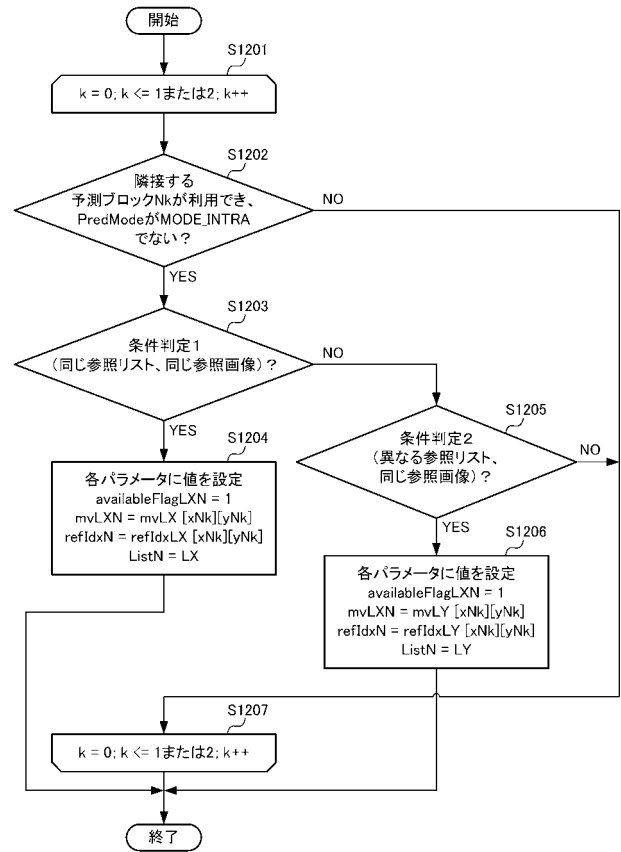 開始
S1201
k = 0; k <= 1または2; k++
S1202
隣接する
予測ブロックNkが利用でき、
PredModeがMODE_INTRA
でない？
NO
YES
S1203
条件判定1
（同じ参照リスト、同じ参照画像）？
NO
YES
S1204
各パラメータに値を設定
availableFlagLXN = 1
mvLXN = mvLX [xNk][yNk]
refIdxN = refIdxLX [xNk][yNk]
ListN = LX
S1205
条件判定2
（異なる参照リスト、
同じ参照画像）？
NO
YES
S1206
各パラメータに値を設定
availableFlagLXN = 1
mvLXN = mvLY [xNk][yNk]
refIdxN = refIdxLY [xNk][yNk]
ListN = LY
S1207
k = 0; k <= 1または2; k++
終了